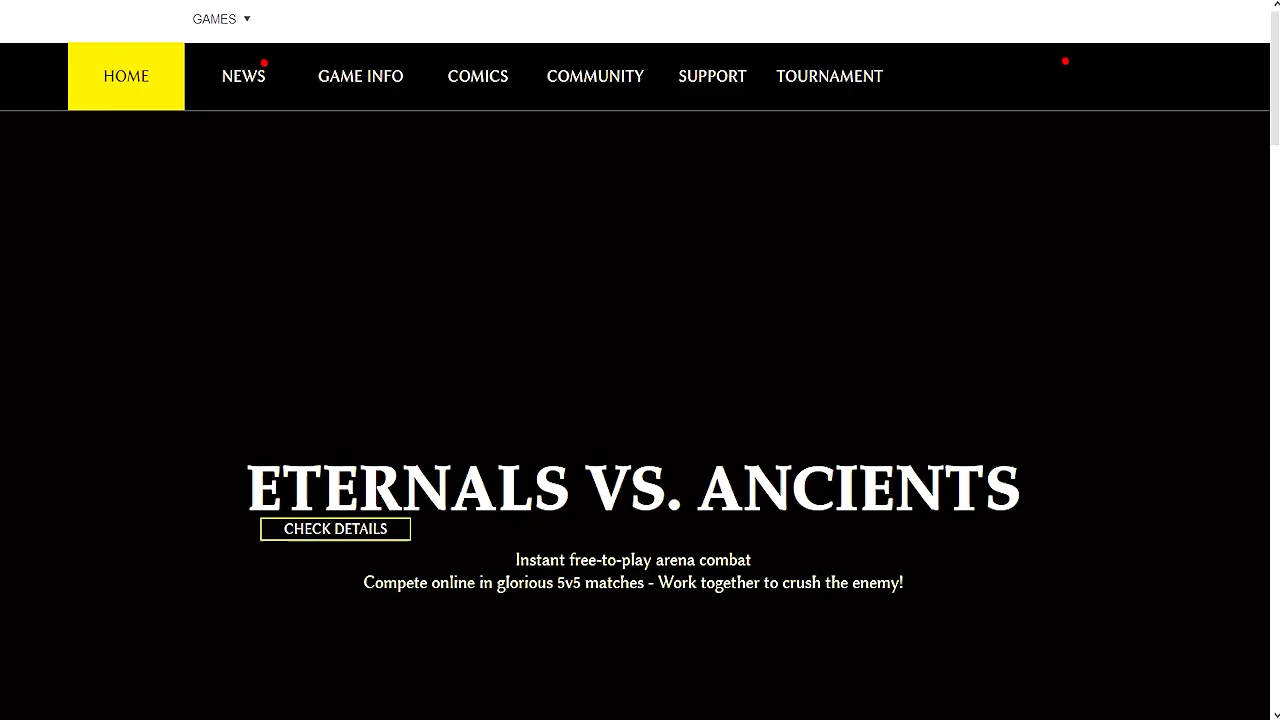 GAMES
HOME NEWS GAME INFO COMICS COMMUNITY SUPPORT TOURNAMENT
ETERNALS VS. ANCIENTS
CHECK DETAILS
Instant free-to-play arena combat
Compete online in glorious 5v5 matches - Work together to crush the enemy!